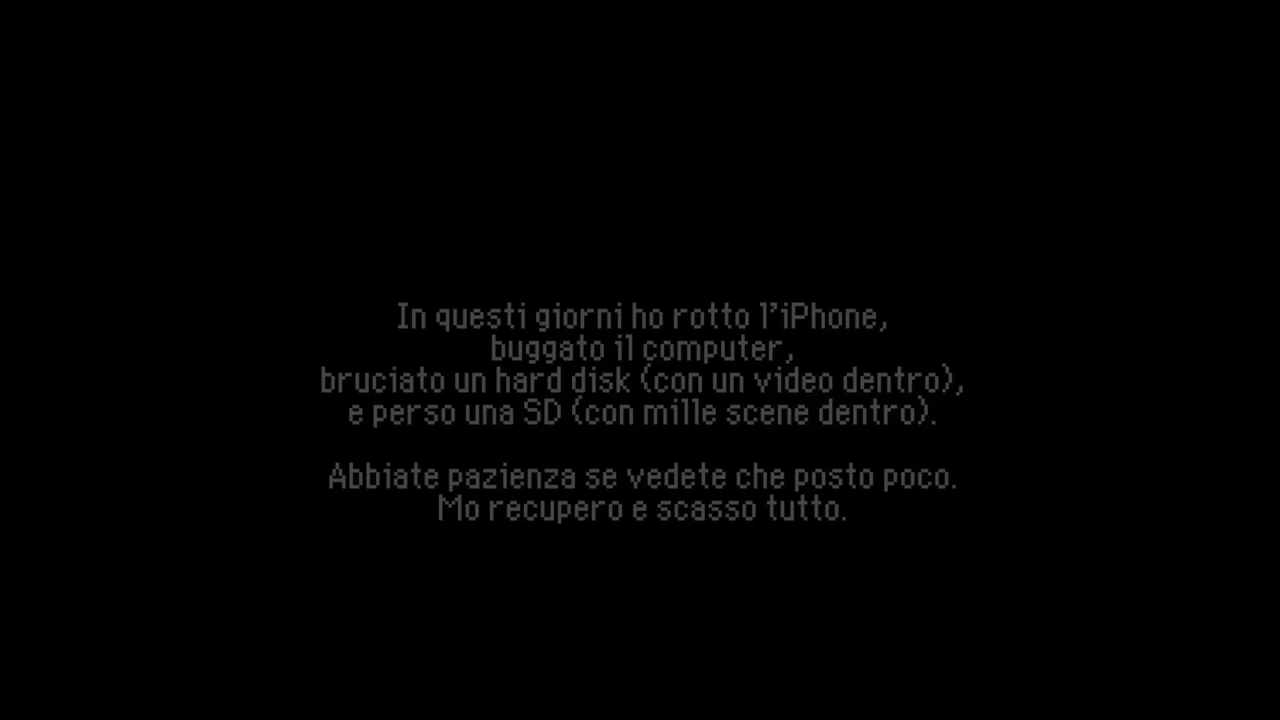 In questi giorni ho rotto l'iPhone,
buggato il computer,
bruciato un hard disk (con un video dentro),
e perso una SD (con mille scene dentro).
Abbiate pazienza se vedete che posto poco.
Mo recupero e scasso tutto.